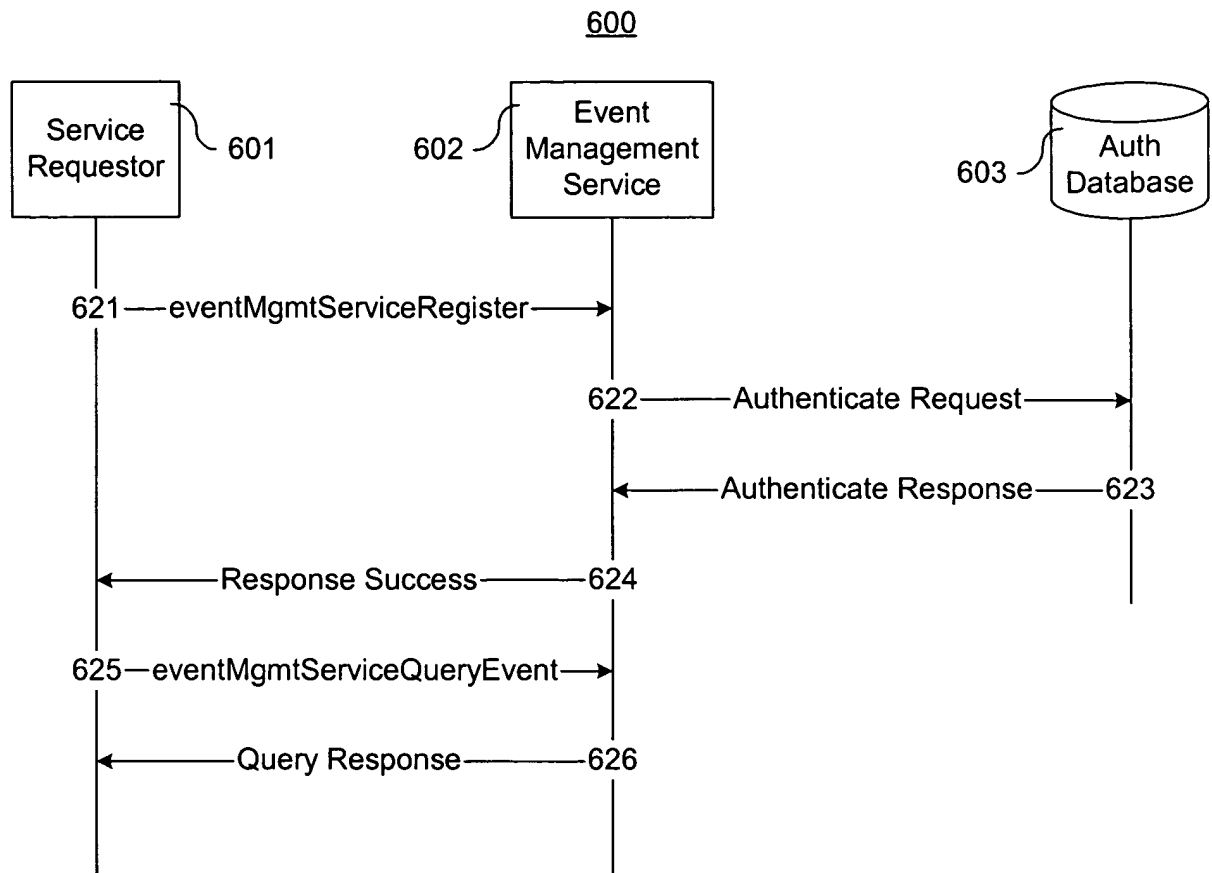 600
Service
Requestor
601
602
Event
Management
Service
603
Auth
Database
621 eventMgmtServiceRegister
622 Authenticate Request
Authenticate Response 623
Response Success 624
625 eventMgmtServiceQueryEvent
Query Response 626